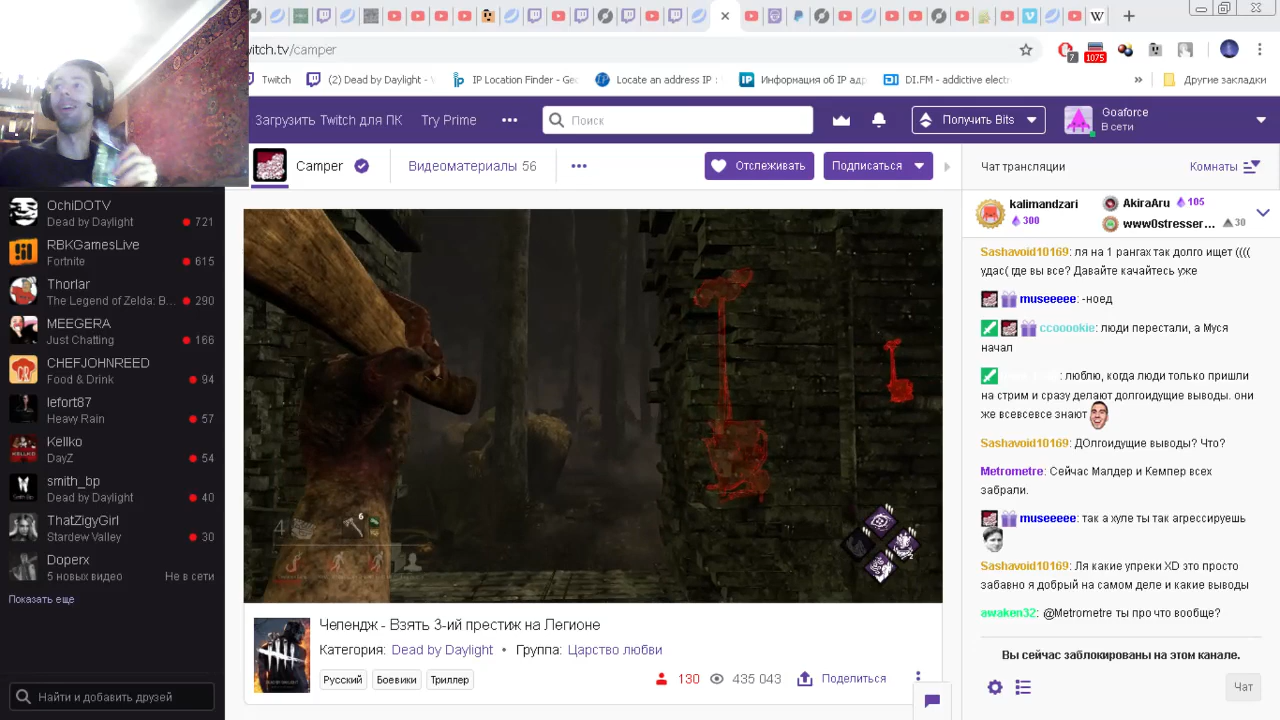 vitch.tv/camper
7
1075
Twitch
(2) Dead by Daylight - V
IP Location Finder - Geo
Locate an address IP :
Информация об IP адр
DI.FM - addictive electr
»
Другие закладки
Загрузить Twitch для ПК
Try Prime
Поиск
Получить Bits
Goaforce
В сети
Camper
Видеоматериалы 56
Отслеживать
Подписаться
Чат трансляции
Комнаты
OchiDOTV
Dead by Daylight 721
RBKGamesLive
Fortnite 615
Thorlar
The Legend of Zelda: B... 290
MEEGERA
Just Chatting 166
CHEFJOHNREED
Food & Drink 94
lefort87
Heavy Rain 57
Kellko
DayZ 54
smith_bp
Dead by Daylight 40
ThatZigyGirl
Stardew Valley 30
Doperx
5 новых видео Не в сети
Показать еще
Найти и добавить друзей
4
6
Челендж - Взять 3-ий престиж на Легионе
Категория: Dead by Daylight • Группа: Царство любви
Русский Боевики Триллер
130 435 043 Поделиться
kalimandzari
300
AkiraAru 105
www0stresser... 30
Sashavoid10169: ля на 1 рангах так долго ищет ((((
удас( где вы все? Давайте качайтесь уже
museeeee: -ноед
ccooookie: люди перестали, а Муся
начал
: люблю, когда люди только пришли
на стрим и сразу делают долгоидущие выводы. они
же всевсевсе знают
Sashavoid10169: ДОлгоидущие выводы? Что?
Metrometre: Сейчас Малдер и Кемпер всех
забрали.
museeeee: так а хуле ты так агрессируешь
Sashavoid10169: Ля какие упреки XD это просто
забавно я добрый на самом деле и какие выводы
awaken32: @Metrometre ты про что вообще?
Вы сейчас заблокированы на этом канале.
Чат